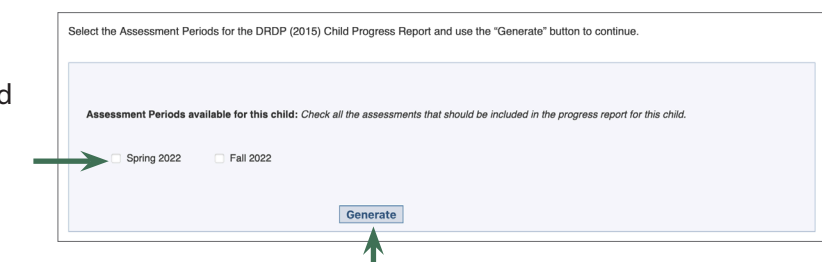 Select the Assessment Periods for the DRDP (2015) Child Progress Report and use the “Generate” button to continue.
d
Assessment Periods available for this child: Check all the assessments that should be included in the progress report for this child.
Spring 2022 Fall 2022
Generate